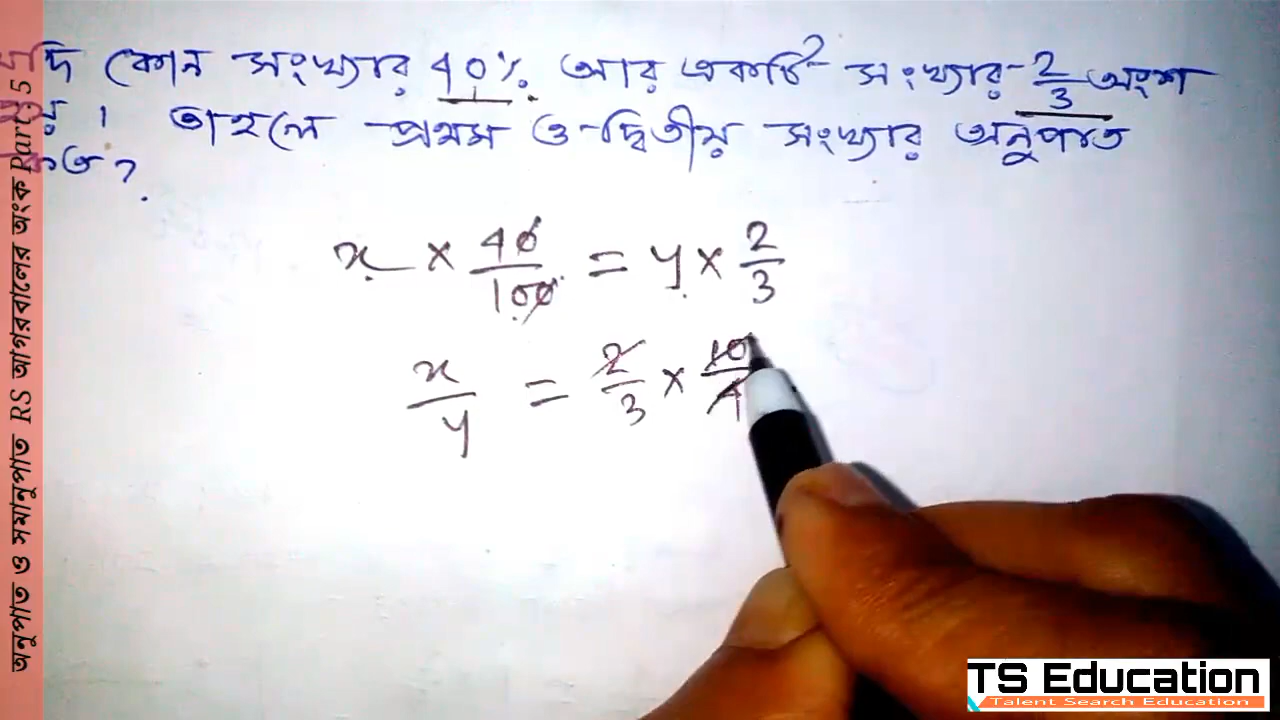 যদি কোন সংখ্যার 40% আর একটি সংখ্যার 2/3 অংশ
হয় । তাহলে প্রথম ও দ্বিতীয় সংখ্যার অনুপাত
কত ?
x × 40/100 = y × 2/3
x/y = 2/3 × 10/4
অনুপাত ও সমানুপাত RS আগরবালের অংক Part 5
TS Education
Talent Search Education